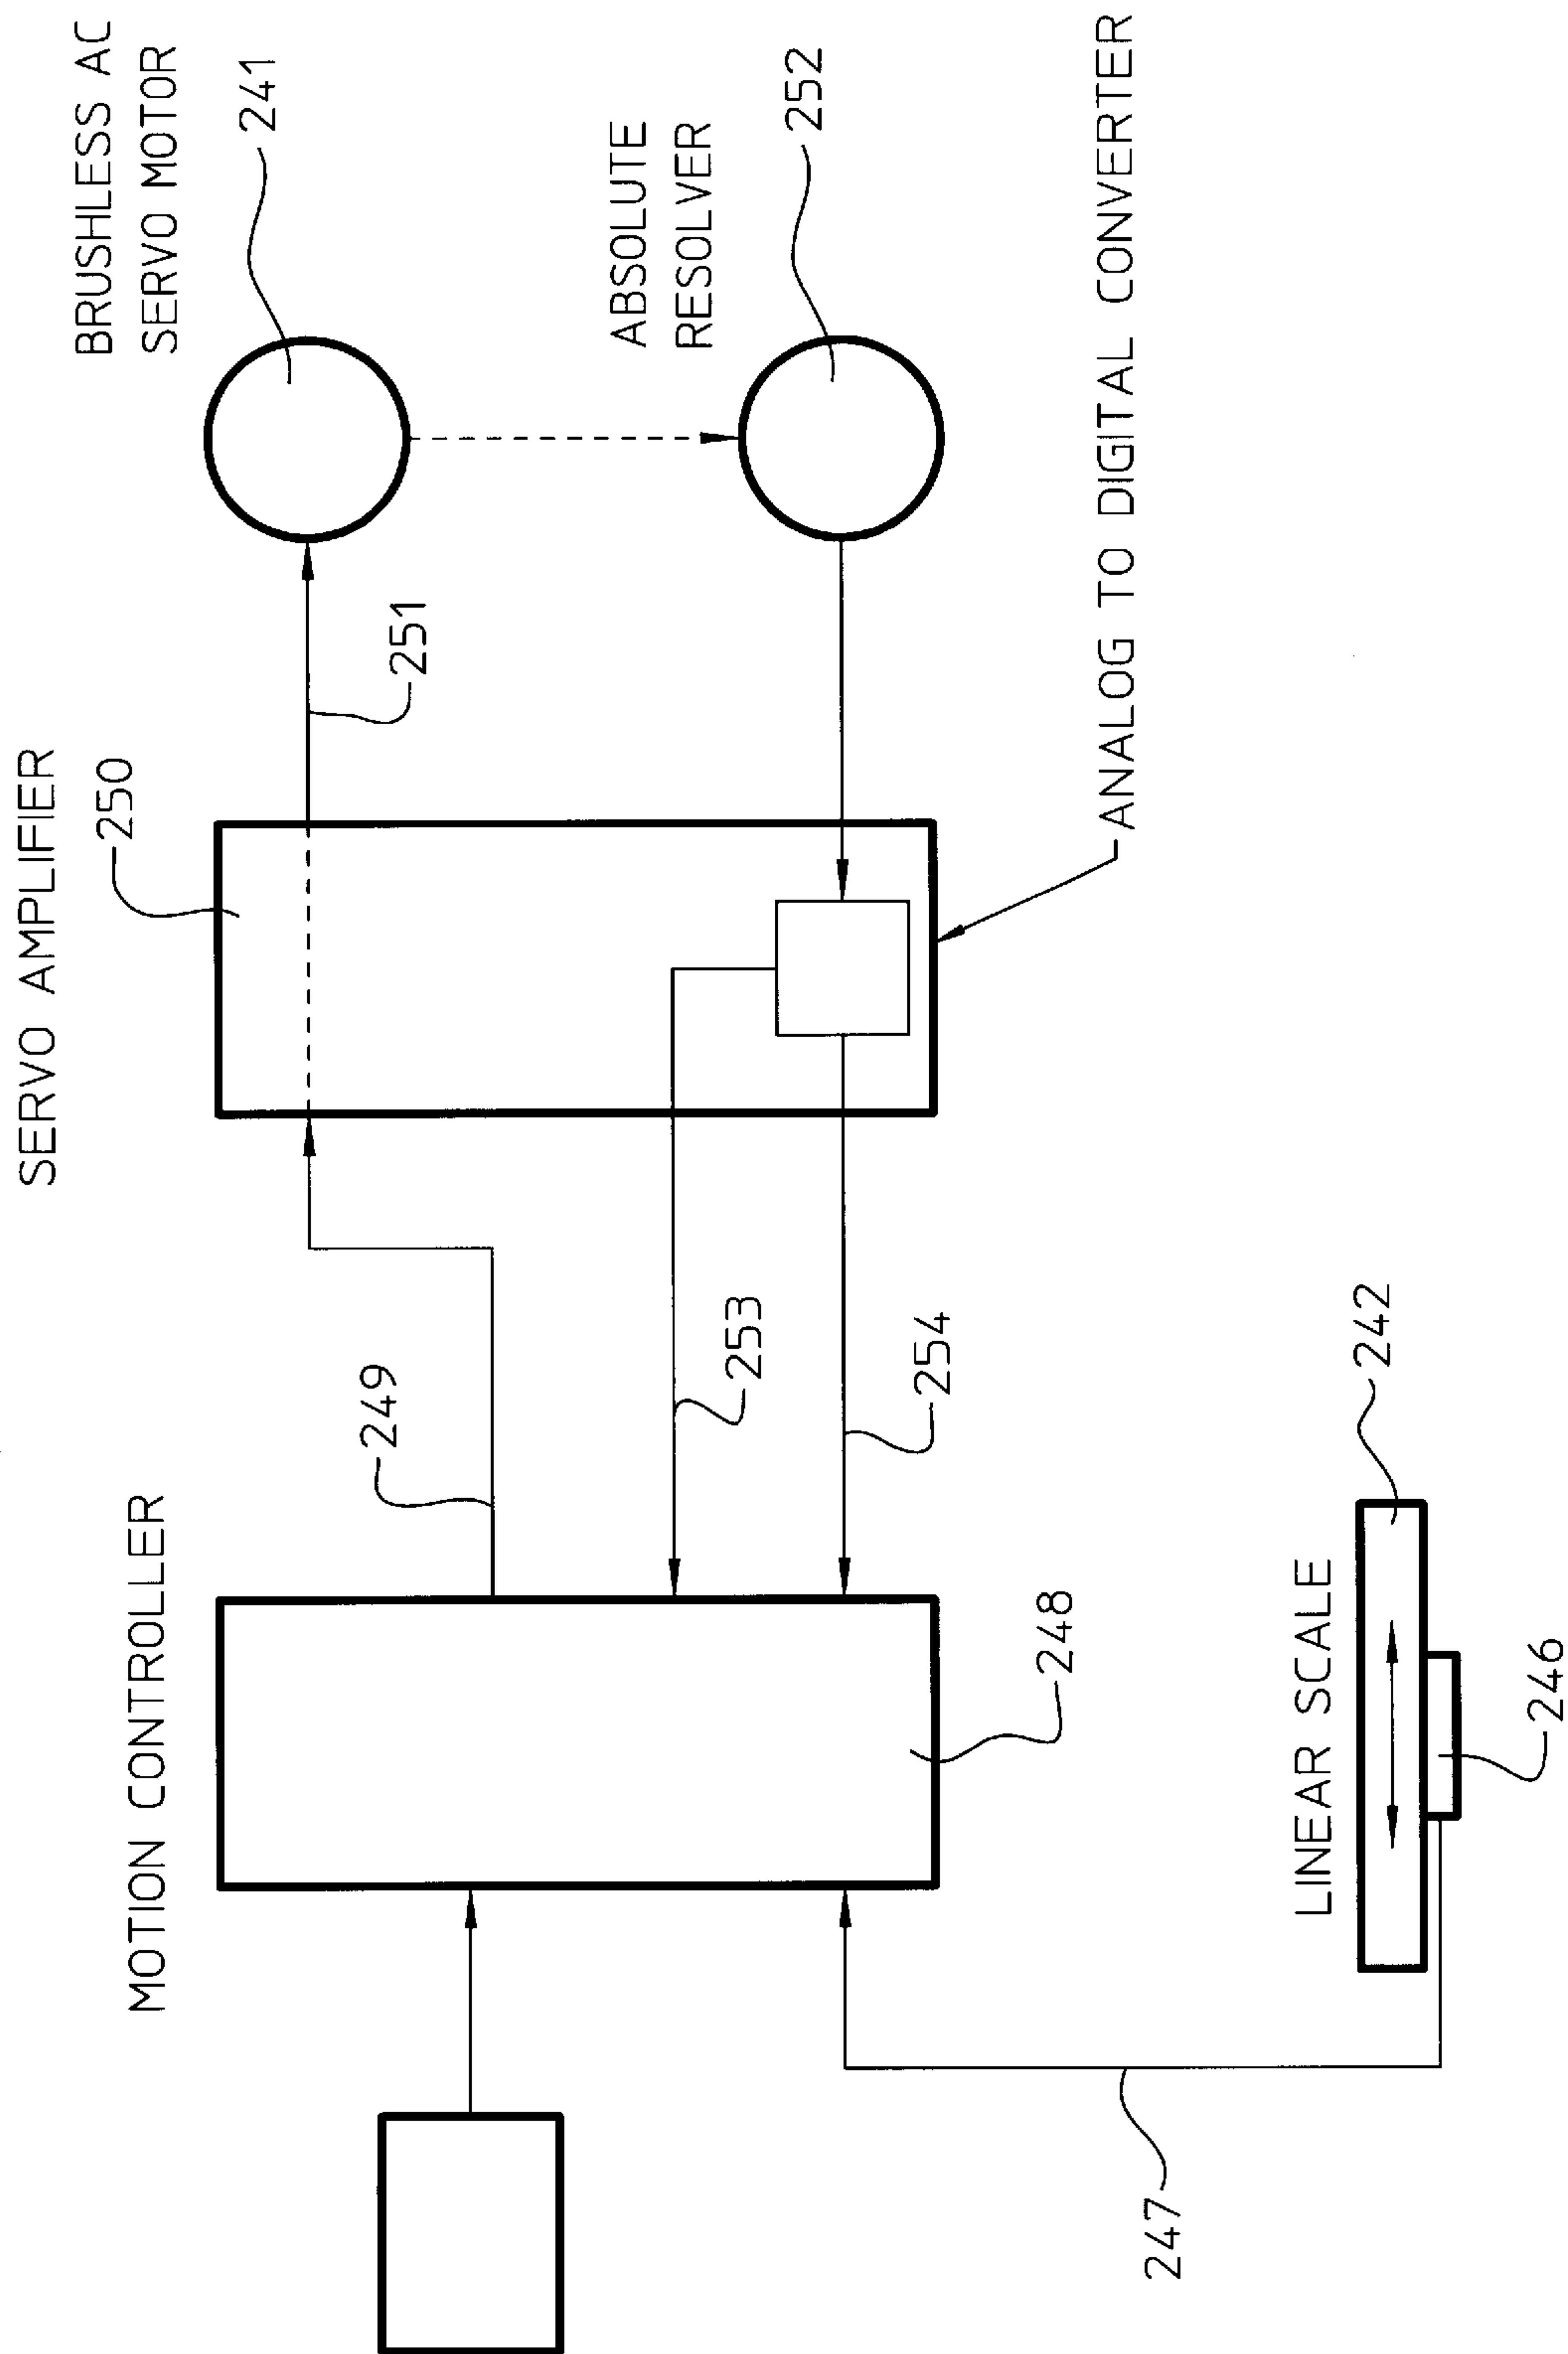 SERVO AMPLIFIER
250
BRUSHLESS AC
SERVO MOTOR
241
MOTION CONTROLLER
249
251
ABSOLUTE
RESOLVER
252
253
254
248
ANALOG TO DIGITAL CONVERTER
247
LINEAR SCALE
242
246